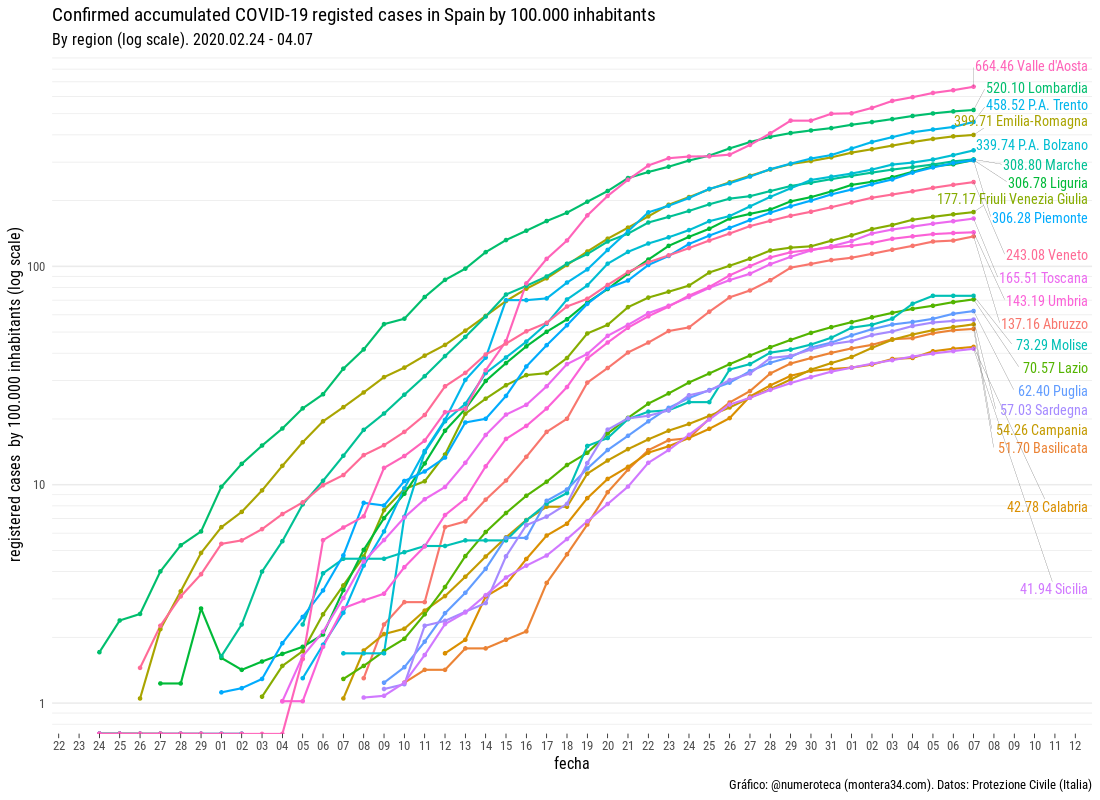 Confirmed accumulated COVID-19 registed cases in Spain by 100.000 inhabitants
By region (log scale). 2020.02.24 - 04.07
registered cases by 100.000 inhabitants (log scale)
100
10
1
664.46 Valle d'Aosta
520.10 Lombardia
458.52 P.A. Trento
399.71 Emilia-Romagna
339.74 P.A. Bolzano
308.80 Marche
306.78 Liguria
177.17 Friuli Venezia Giulia
306.28 Piemonte
243.08 Veneto
165.51 Toscana
143.19 Umbria
137.16 Abruzzo
73.29 Molise
70.57 Lazio
62.40 Puglia
57.03 Sardegna
54.26 Campania
51.70 Basilicata
42.78 Calabria
41.94 Sicilia
22 23 24 25 26 27 28 29 01 02 03 04 05 06 07 08 09 10 11 12 13 14 15 16 17 18 19 20 21 22 23 24 25 26 27 28 29 30 31 01 02 03 04 05 06 07 08 09 10 11 12
fecha
Gráfico: @numeroteca (montera34.com). Datos: Protezione Civile (Italia)